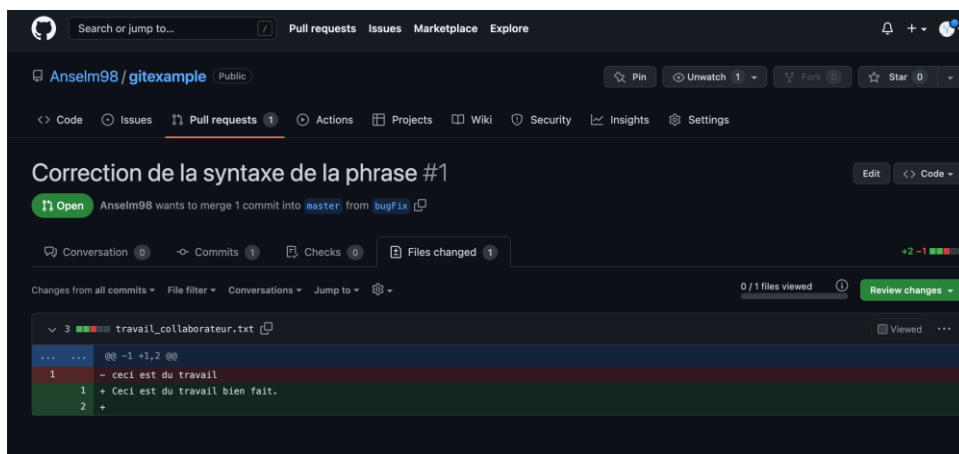 Search or jump to... / Pull requests Issues Marketplace Explore
Anselm98 / gitexample Public Pin Unwatch 1 Fork 0 Star 0
Code Issues Pull requests 1 Actions Projects Wiki Security Insights Settings
Correction de la syntaxe de la phrase #1 Edit <> Code
Open Anselm98 wants to merge 1 commit into master from bugFix
Conversation 0 Commits 1 Checks 0 Files changed 1 +2 −1
Changes from all commits File filter Conversations Jump to 0 / 1 files viewed Review changes
3 travail_collaborateur.txt Viewed ...
... ... @@ -1 +1,2 @@
1 - ceci est du travail
1 + Ceci est du travail bien fait.
2 +